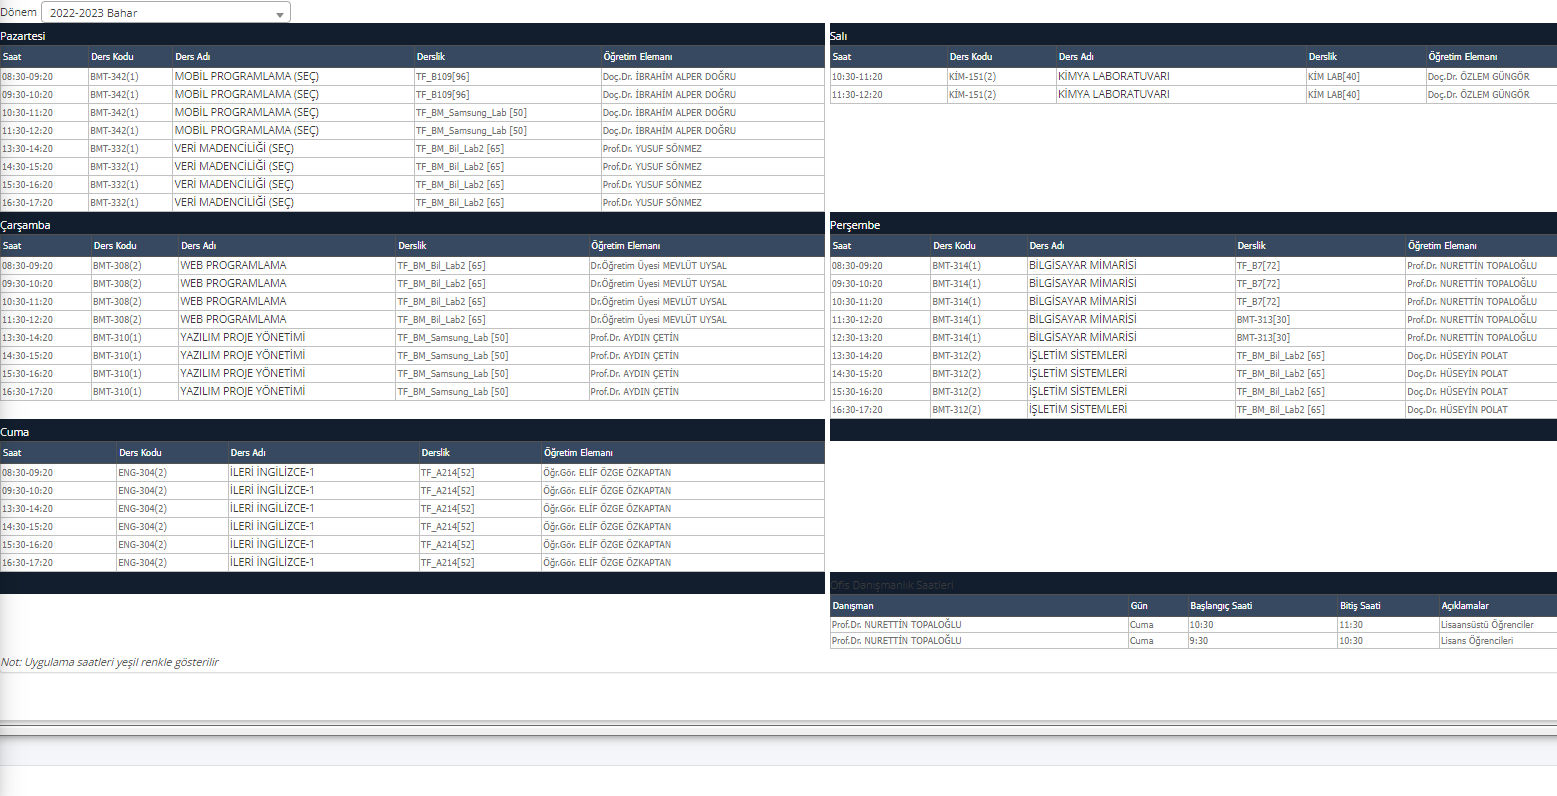 Dönem 2022-2023 Bahar
Pazartesi
Saat Ders Kodu Ders Adı Derslik Öğretim Elemanı
08:30-09:20 BMT-342(1) MOBİL PROGRAMLAMA (SEÇ) TF_B109[96] Doç.Dr. İBRAHİM ALPER DOĞRU
09:30-10:20 BMT-342(1) MOBİL PROGRAMLAMA (SEÇ) TF_B109[96] Doç.Dr. İBRAHİM ALPER DOĞRU
10:30-11:20 BMT-342(1) MOBİL PROGRAMLAMA (SEÇ) TF_BM_Samsung_Lab [50] Doç.Dr. İBRAHİM ALPER DOĞRU
11:30-12:20 BMT-342(1) MOBİL PROGRAMLAMA (SEÇ) TF_BM_Samsung_Lab [50] Doç.Dr. İBRAHİM ALPER DOĞRU
13:30-14:20 BMT-332(1) VERİ MADENCİLİĞİ (SEÇ) TF_BM_Bil_Lab2 [65] Prof.Dr. YUSUF SÖNMEZ
14:30-15:20 BMT-332(1) VERİ MADENCİLİĞİ (SEÇ) TF_BM_Bil_Lab2 [65] Prof.Dr. YUSUF SÖNMEZ
15:30-16:20 BMT-332(1) VERİ MADENCİLİĞİ (SEÇ) TF_BM_Bil_Lab2 [65] Prof.Dr. YUSUF SÖNMEZ
16:30-17:20 BMT-332(1) VERİ MADENCİLİĞİ (SEÇ) TF_BM_Bil_Lab2 [65] Prof.Dr. YUSUF SÖNMEZ
Salı
Saat Ders Kodu Ders Adı Derslik Öğretim Elemanı
10:30-11:20 KİM-151(2) KİMYA LABORATUVARI KİM LAB[40] Doç.Dr. ÖZLEM GÜNGÖR
11:30-12:20 KİM-151(2) KİMYA LABORATUVARI KİM LAB[40] Doç.Dr. ÖZLEM GÜNGÖR
Çarşamba
Saat Ders Kodu Ders Adı Derslik Öğretim Elemanı
08:30-09:20 BMT-308(2) WEB PROGRAMLAMA TF_BM_Bil_Lab2 [65] Dr.Öğretim Üyesi MEVLÜT UYSAL
09:30-10:20 BMT-308(2) WEB PROGRAMLAMA TF_BM_Bil_Lab2 [65] Dr.Öğretim Üyesi MEVLÜT UYSAL
10:30-11:20 BMT-308(2) WEB PROGRAMLAMA TF_BM_Bil_Lab2 [65] Dr.Öğretim Üyesi MEVLÜT UYSAL
11:30-12:20 BMT-308(2) WEB PROGRAMLAMA TF_BM_Bil_Lab2 [65] Dr.Öğretim Üyesi MEVLÜT UYSAL
13:30-14:20 BMT-310(1) YAZILIM PROJE YÖNETİMİ TF_BM_Samsung_Lab [50] Prof.Dr. AYDIN ÇETİN
14:30-15:20 BMT-310(1) YAZILIM PROJE YÖNETİMİ TF_BM_Samsung_Lab [50] Prof.Dr. AYDIN ÇETİN
15:30-16:20 BMT-310(1) YAZILIM PROJE YÖNETİMİ TF_BM_Samsung_Lab [50] Prof.Dr. AYDIN ÇETİN
16:30-17:20 BMT-310(1) YAZILIM PROJE YÖNETİMİ TF_BM_Samsung_Lab [50] Prof.Dr. AYDIN ÇETİN
Perşembe
Saat Ders Kodu Ders Adı Derslik Öğretim Elemanı
08:30-09:20 BMT-314(1) BİLGİSAYAR MİMARİSİ TF_B7[72] Prof.Dr. NURETTİN TOPALOĞLU
09:30-10:20 BMT-314(1) BİLGİSAYAR MİMARİSİ TF_B7[72] Prof.Dr. NURETTİN TOPALOĞLU
10:30-11:20 BMT-314(1) BİLGİSAYAR MİMARİSİ TF_B7[72] Prof.Dr. NURETTİN TOPALOĞLU
11:30-12:20 BMT-314(1) BİLGİSAYAR MİMARİSİ BMT-313[30] Prof.Dr. NURETTİN TOPALOĞLU
12:30-13:20 BMT-314(1) BİLGİSAYAR MİMARİSİ BMT-313[30] Prof.Dr. NURETTİN TOPALOĞLU
13:30-14:20 BMT-312(2) İŞLETİM SİSTEMLERİ TF_BM_Bil_Lab2 [65] Doç.Dr. HÜSEYİN POLAT
14:30-15:20 BMT-312(2) İŞLETİM SİSTEMLERİ TF_BM_Bil_Lab2 [65] Doç.Dr. HÜSEYİN POLAT
15:30-16:20 BMT-312(2) İŞLETİM SİSTEMLERİ TF_BM_Bil_Lab2 [65] Doç.Dr. HÜSEYİN POLAT
16:30-17:20 BMT-312(2) İŞLETİM SİSTEMLERİ TF_BM_Bil_Lab2 [65] Doç.Dr. HÜSEYİN POLAT
Cuma
Saat Ders Kodu Ders Adı Derslik Öğretim Elemanı
08:30-09:20 ENG-304(2) İLERİ İNGİLİZCE-1 TF_A214[52] Öğr.Gör. ELİF ÖZGE ÖZKAPTAN
09:30-10:20 ENG-304(2) İLERİ İNGİLİZCE-1 TF_A214[52] Öğr.Gör. ELİF ÖZGE ÖZKAPTAN
13:30-14:20 ENG-304(2) İLERİ İNGİLİZCE-1 TF_A214[52] Öğr.Gör. ELİF ÖZGE ÖZKAPTAN
14:30-15:20 ENG-304(2) İLERİ İNGİLİZCE-1 TF_A214[52] Öğr.Gör. ELİF ÖZGE ÖZKAPTAN
15:30-16:20 ENG-304(2) İLERİ İNGİLİZCE-1 TF_A214[52] Öğr.Gör. ELİF ÖZGE ÖZKAPTAN
16:30-17:20 ENG-304(2) İLERİ İNGİLİZCE-1 TF_A214[52] Öğr.Gör. ELİF ÖZGE ÖZKAPTAN
Ofis Danışmanlık Saatleri
Danışman Gün Başlangıç Saati Bitiş Saati Açıklamalar
Prof.Dr. NURETTİN TOPALOĞLU Cuma 10:30 11:30 Lisaansüstü Öğrenciler
Prof.Dr. NURETTİN TOPALOĞLU Cuma 9:30 10:30 Lisans Öğrencileri
Not: Uygulama saatleri yeşil renkle gösterilir